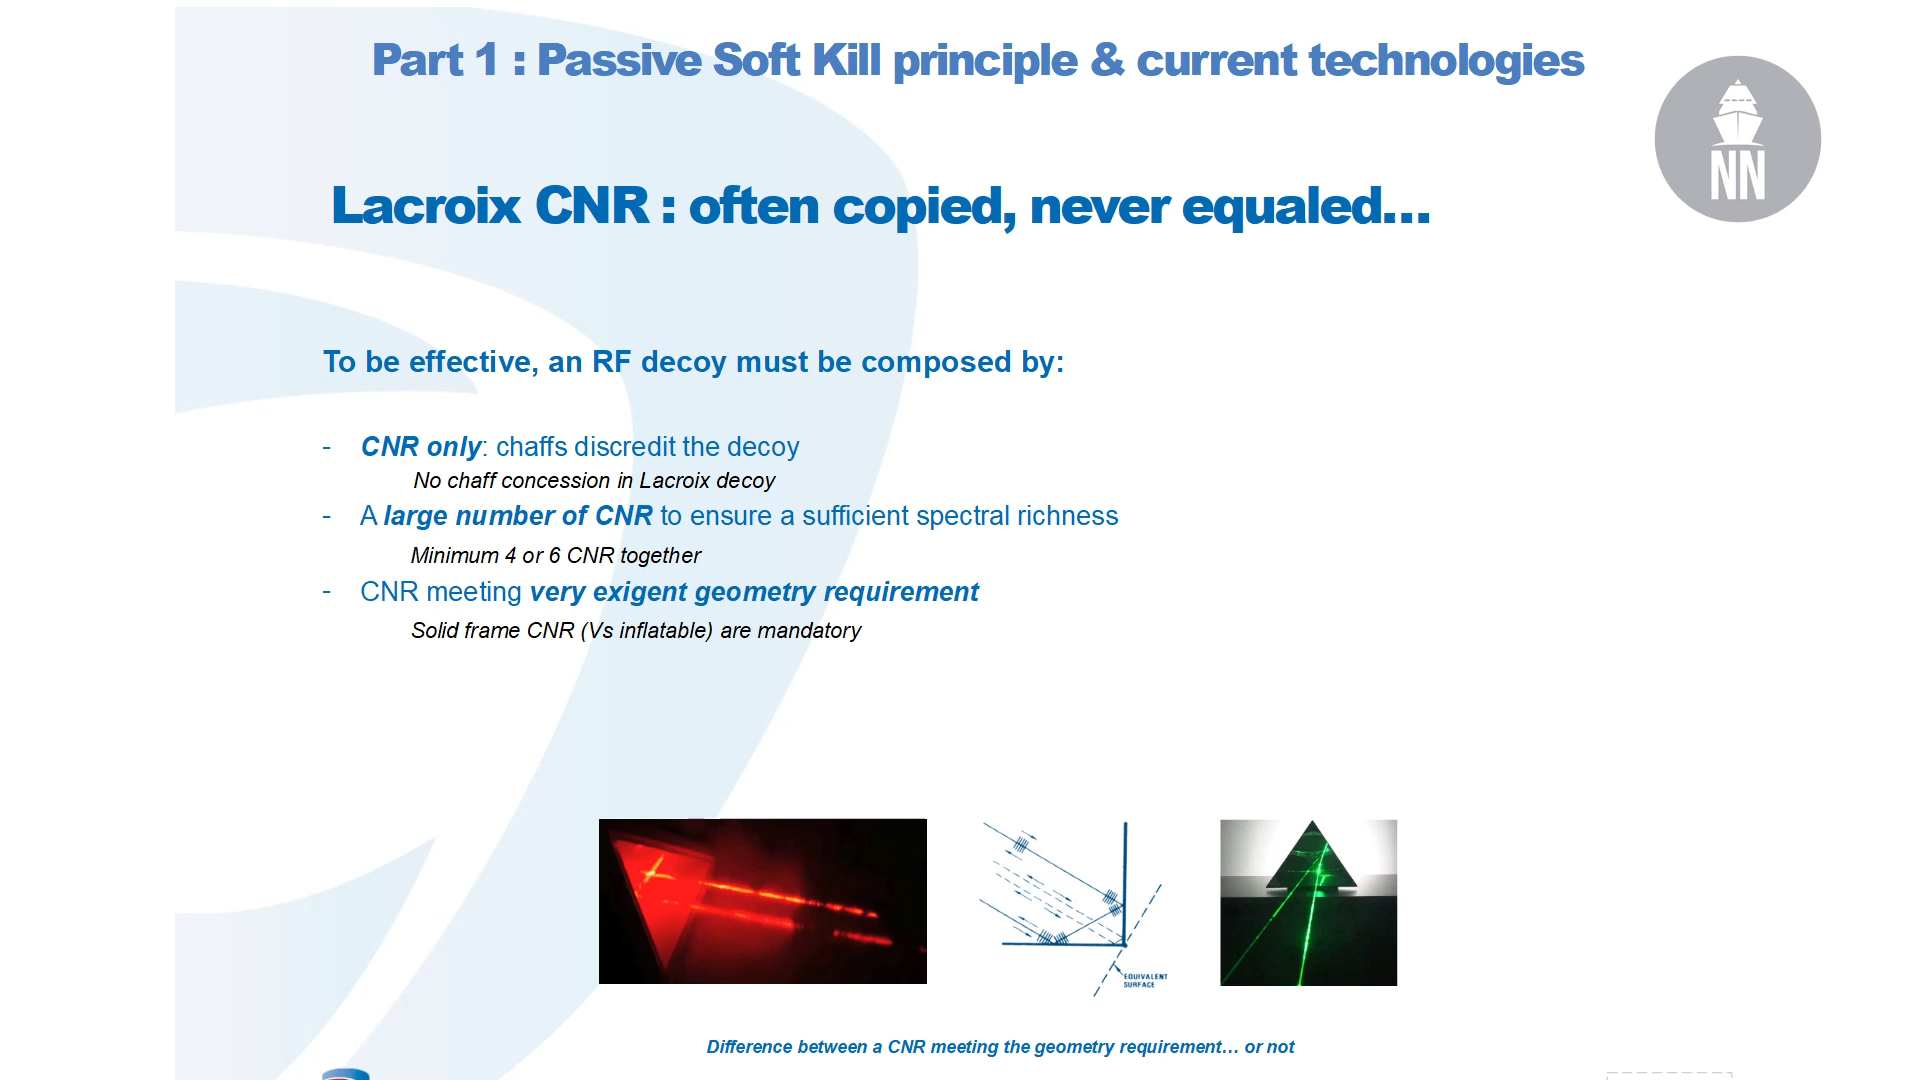 Part 1 : Passive Soft Kill principle & current technologies
NN
Lacroix CNR : often copied, never equaled…
To be effective, an RF decoy must be composed by:
- CNR only: chaffs discredit the decoy
No chaff concession in Lacroix decoy
- A large number of CNR to ensure a sufficient spectral richness
Minimum 4 or 6 CNR together
- CNR meeting very exigent geometry requirement
Solid frame CNR (Vs inflatable) are mandatory
EQUIVALENT
SURFACE
Difference between a CNR meeting the geometry requirement… or not